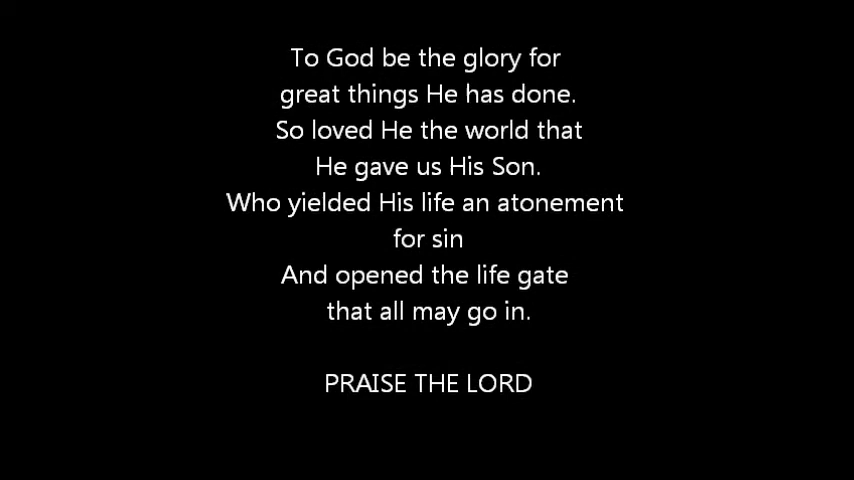 To God be the glory for
great things He has done.
So loved He the world that
He gave us His Son.
Who yielded His life an atonement
for sin
And opened the life gate
that all may go in.
PRAISE THE LORD